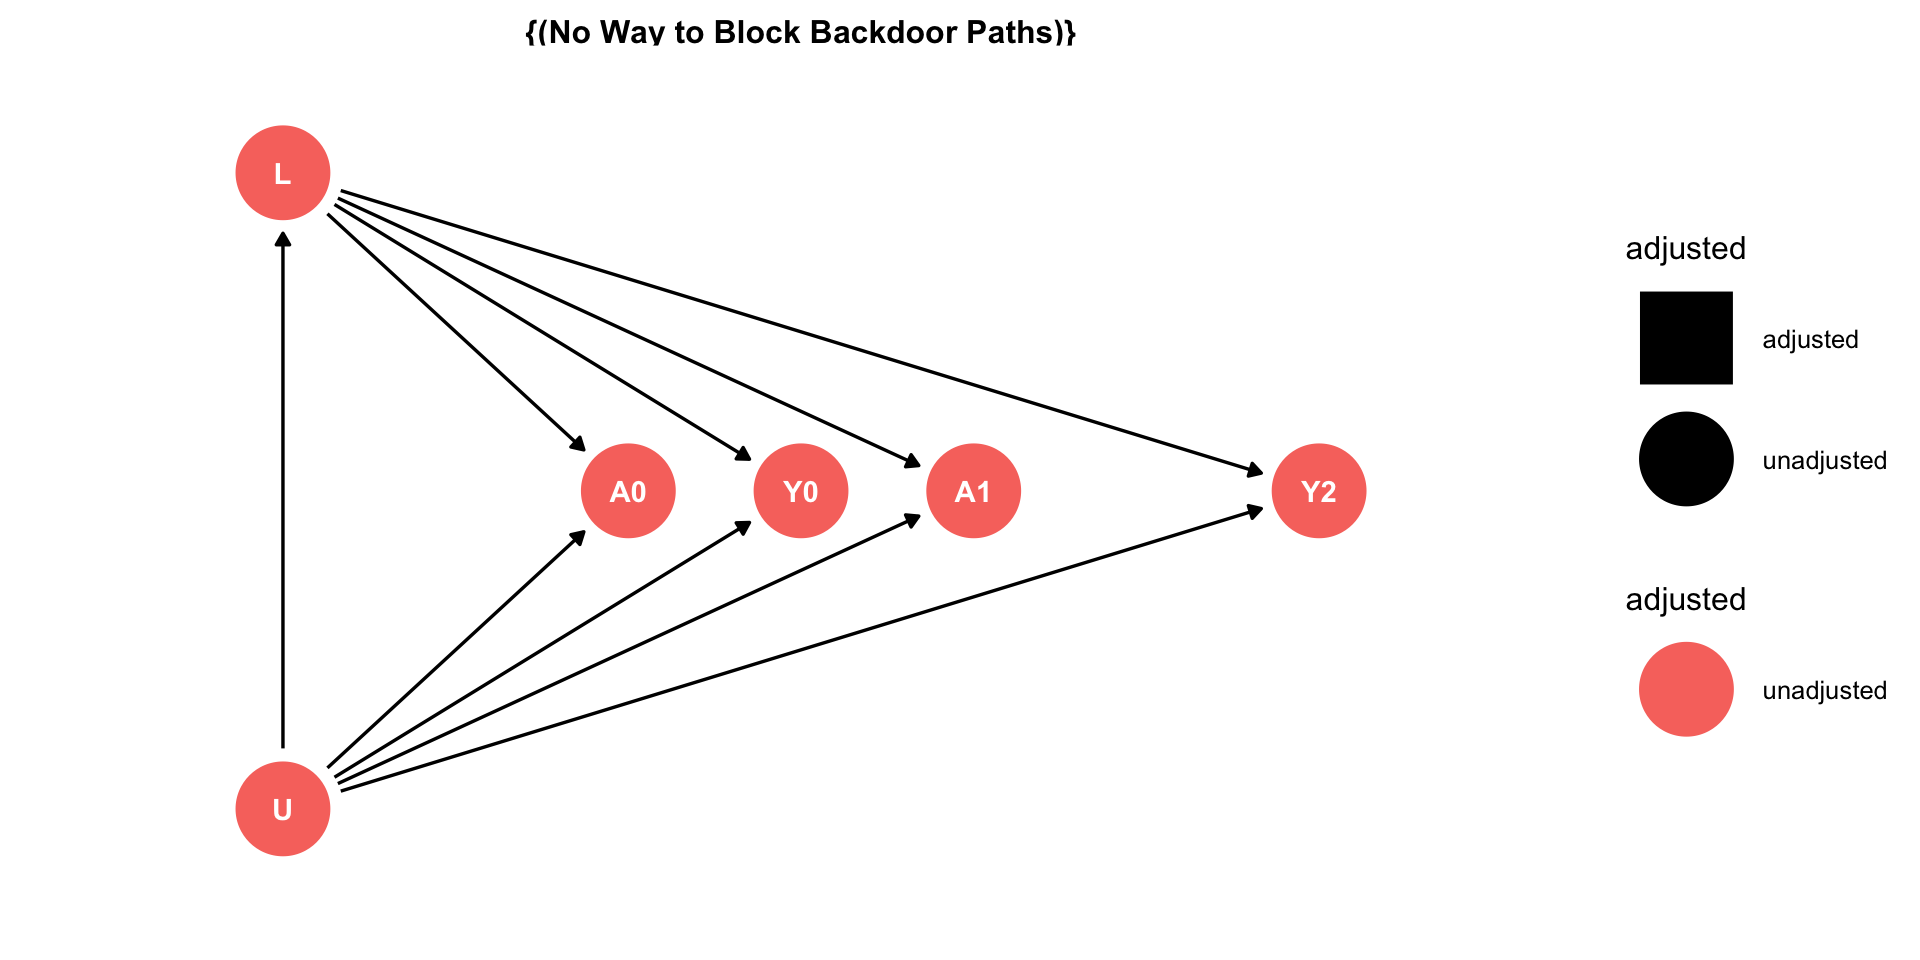 {(No Way to Block Backdoor Paths)}
L
A0
Y0
A1
Y2
U
adjusted
adjusted
unadjusted
adjusted
unadjusted